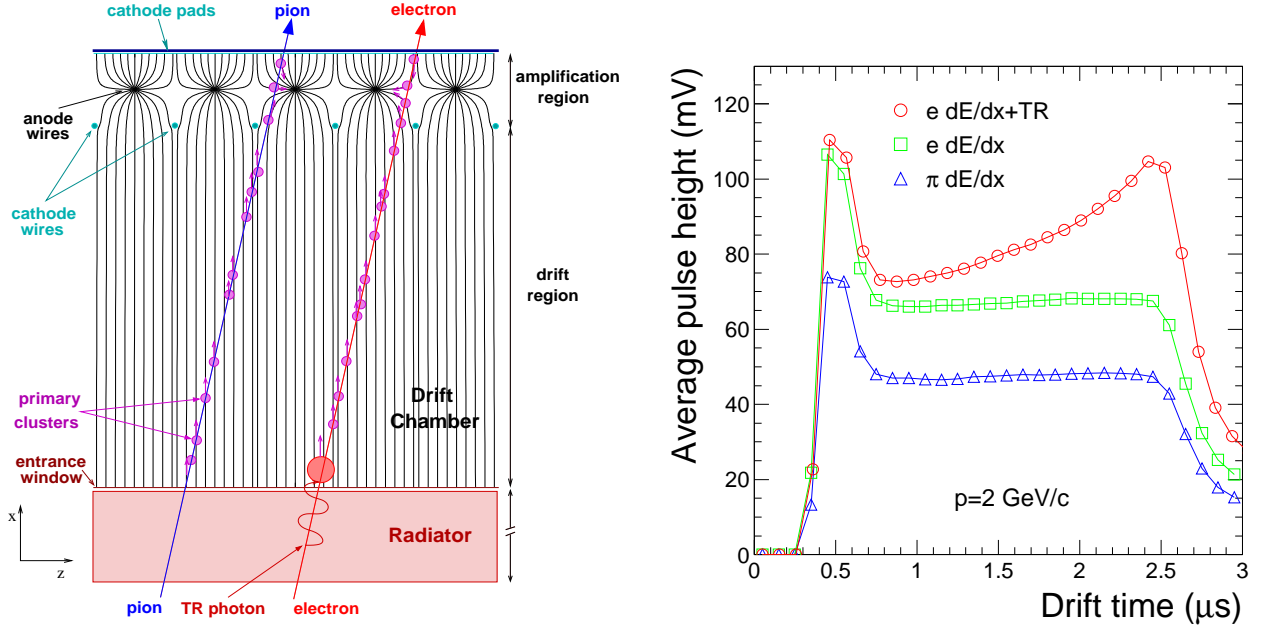 cathode pads
pion
electron
amplification
region
anode
wires
cathode
wires
drift
region
primary
clusters
Drift
Chamber
entrance
window
Radiator
x
z
pion
TR photon
electron
Average pulse height (mV)
120
100
80
60
40
20
0
e dE/dx+TR
e dE/dx
π dE/dx
p=2 GeV/c
0
0.5
1
1.5
2
2.5
3
Drift time (μs)